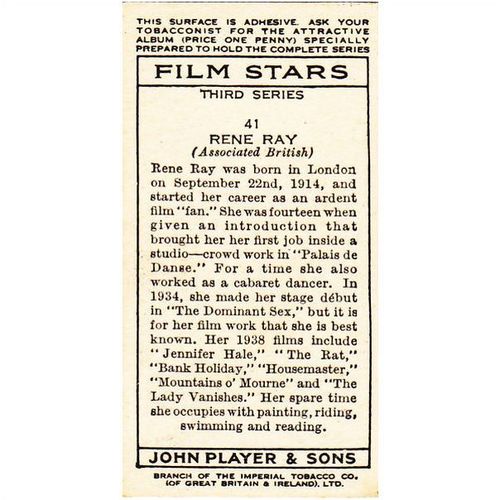 THIS SURFACE IS ADHESIVE. ASK YOUR
TOBACCONIST FOR THE ATTRACTIVE
ALBUM (PRICE ONE PENNY) SPECIALLY
PREPARED TO HOLD THE COMPLETE SERIES
FILM STARS
THIRD SERIES
41
RENE RAY
(Associated British)
Rene Ray was born in London
on September 22nd, 1914, and
started her career as an ardent
film "fan." She was fourteen when
given an introduction that
brought her her first job inside a
studio—crowd work in "Palais de
Danse." For a time she also
worked as a cabaret dancer. In
1934, she made her stage début
in "The Dominant Sex," but it is
for her film work that she is best
known. Her 1938 films include
"Jennifer Hale," "The Rat,"
"Bank Holiday," "Housemaster,"
"Mountains o' Mourne" and "The
Lady Vanishes." Her spare time
she occupies with painting, riding,
swimming and reading.
JOHN PLAYER & SONS
BRANCH OF THE IMPERIAL TOBACCO CO.
(OF GREAT BRITAIN & IRELAND), LTD.